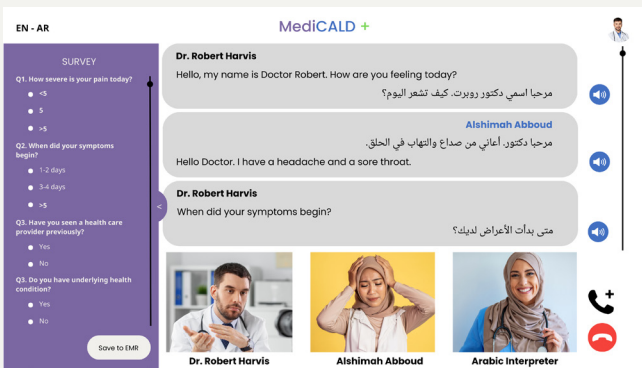 EN - AR
MediCALD +
SURVEY
Q1. How severe is your pain today?
<5
5
>5
Q2. When did your symptoms
begin?
1-2 days
3-4 days
>5
Q3. Have you seen a health care
provider previously?
Yes
No
Q3. Do you have underlying health
condition?
Yes
No
Save to EMR
<
Dr. Robert Harvis
Hello, my name is Doctor Robert. How are you feeling today?
مرحبا اسمي دكتور روبرت. كيف تشعر اليوم؟
Alshimah Abboud
مرحبا دكتور. أعاني من صداع والتهاب في الحلق.
Hello Doctor. I have a headache and a sore throat.
Dr. Robert Harvis
When did your symptoms begin?
متى بدأت الأعراض لديك؟
Dr. Robert Harvis
Alshimah Abboud
Arabic Interpreter